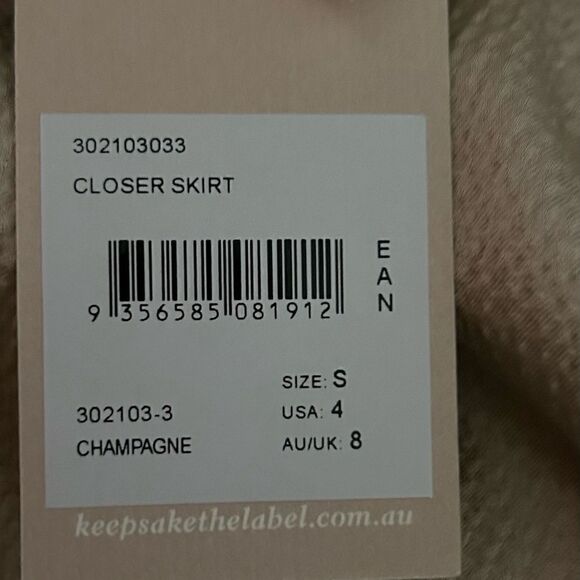 302103033
CLOSER SKIRT
EAN
9 356585 081912
SIZE: S
302103-3 USA: 4
CHAMPAGNE AU/UK: 8
keepsakethelabel.com.au